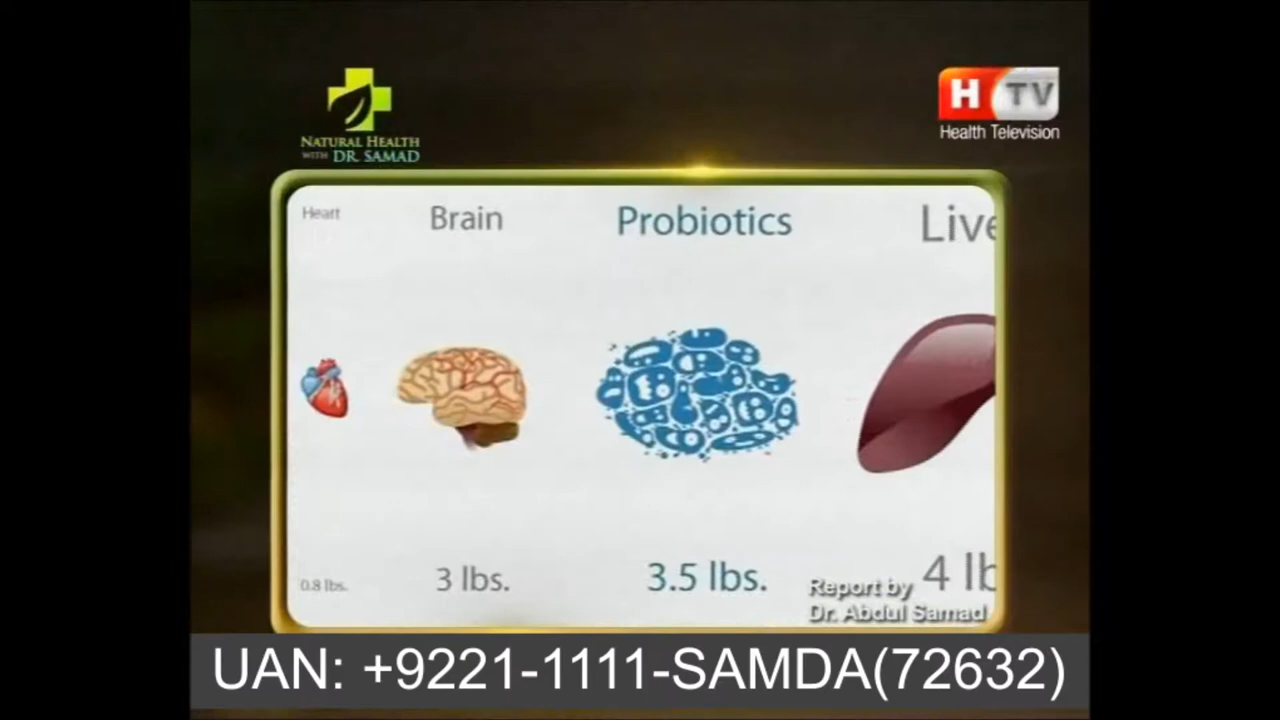 NATURAL HEALTH
WITH DR. SAMAD
H TV
Health Television
Heart
Brain
Probiotics
Live
0.8 lbs.
3 lbs.
3.5 lbs.
4 lb
Report by
Dr. Abdul Samad
UAN: +9221-1111-SAMDA(72632)